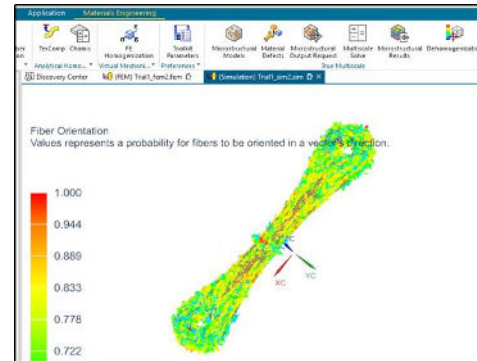 Application Materials Engineering
TexComp Chamis FE Homogenization Toolkit Parameters Microstructural Models Material Defects Microstructural Output Request Multiscale Solve Microstructural Results Dehomogenization
Analytical Homo... Virtual Mechani... Preferences True Multiscale
Discovery Center (FEM) Trial1_fem2.fem (Simulation) Trial1_sim2.sim
Fiber Orientation
Values represents a probability for fibers to be oriented in a vector's direction.
1.000
0.944
0.889
0.833
0.778
0.722
XC
YC